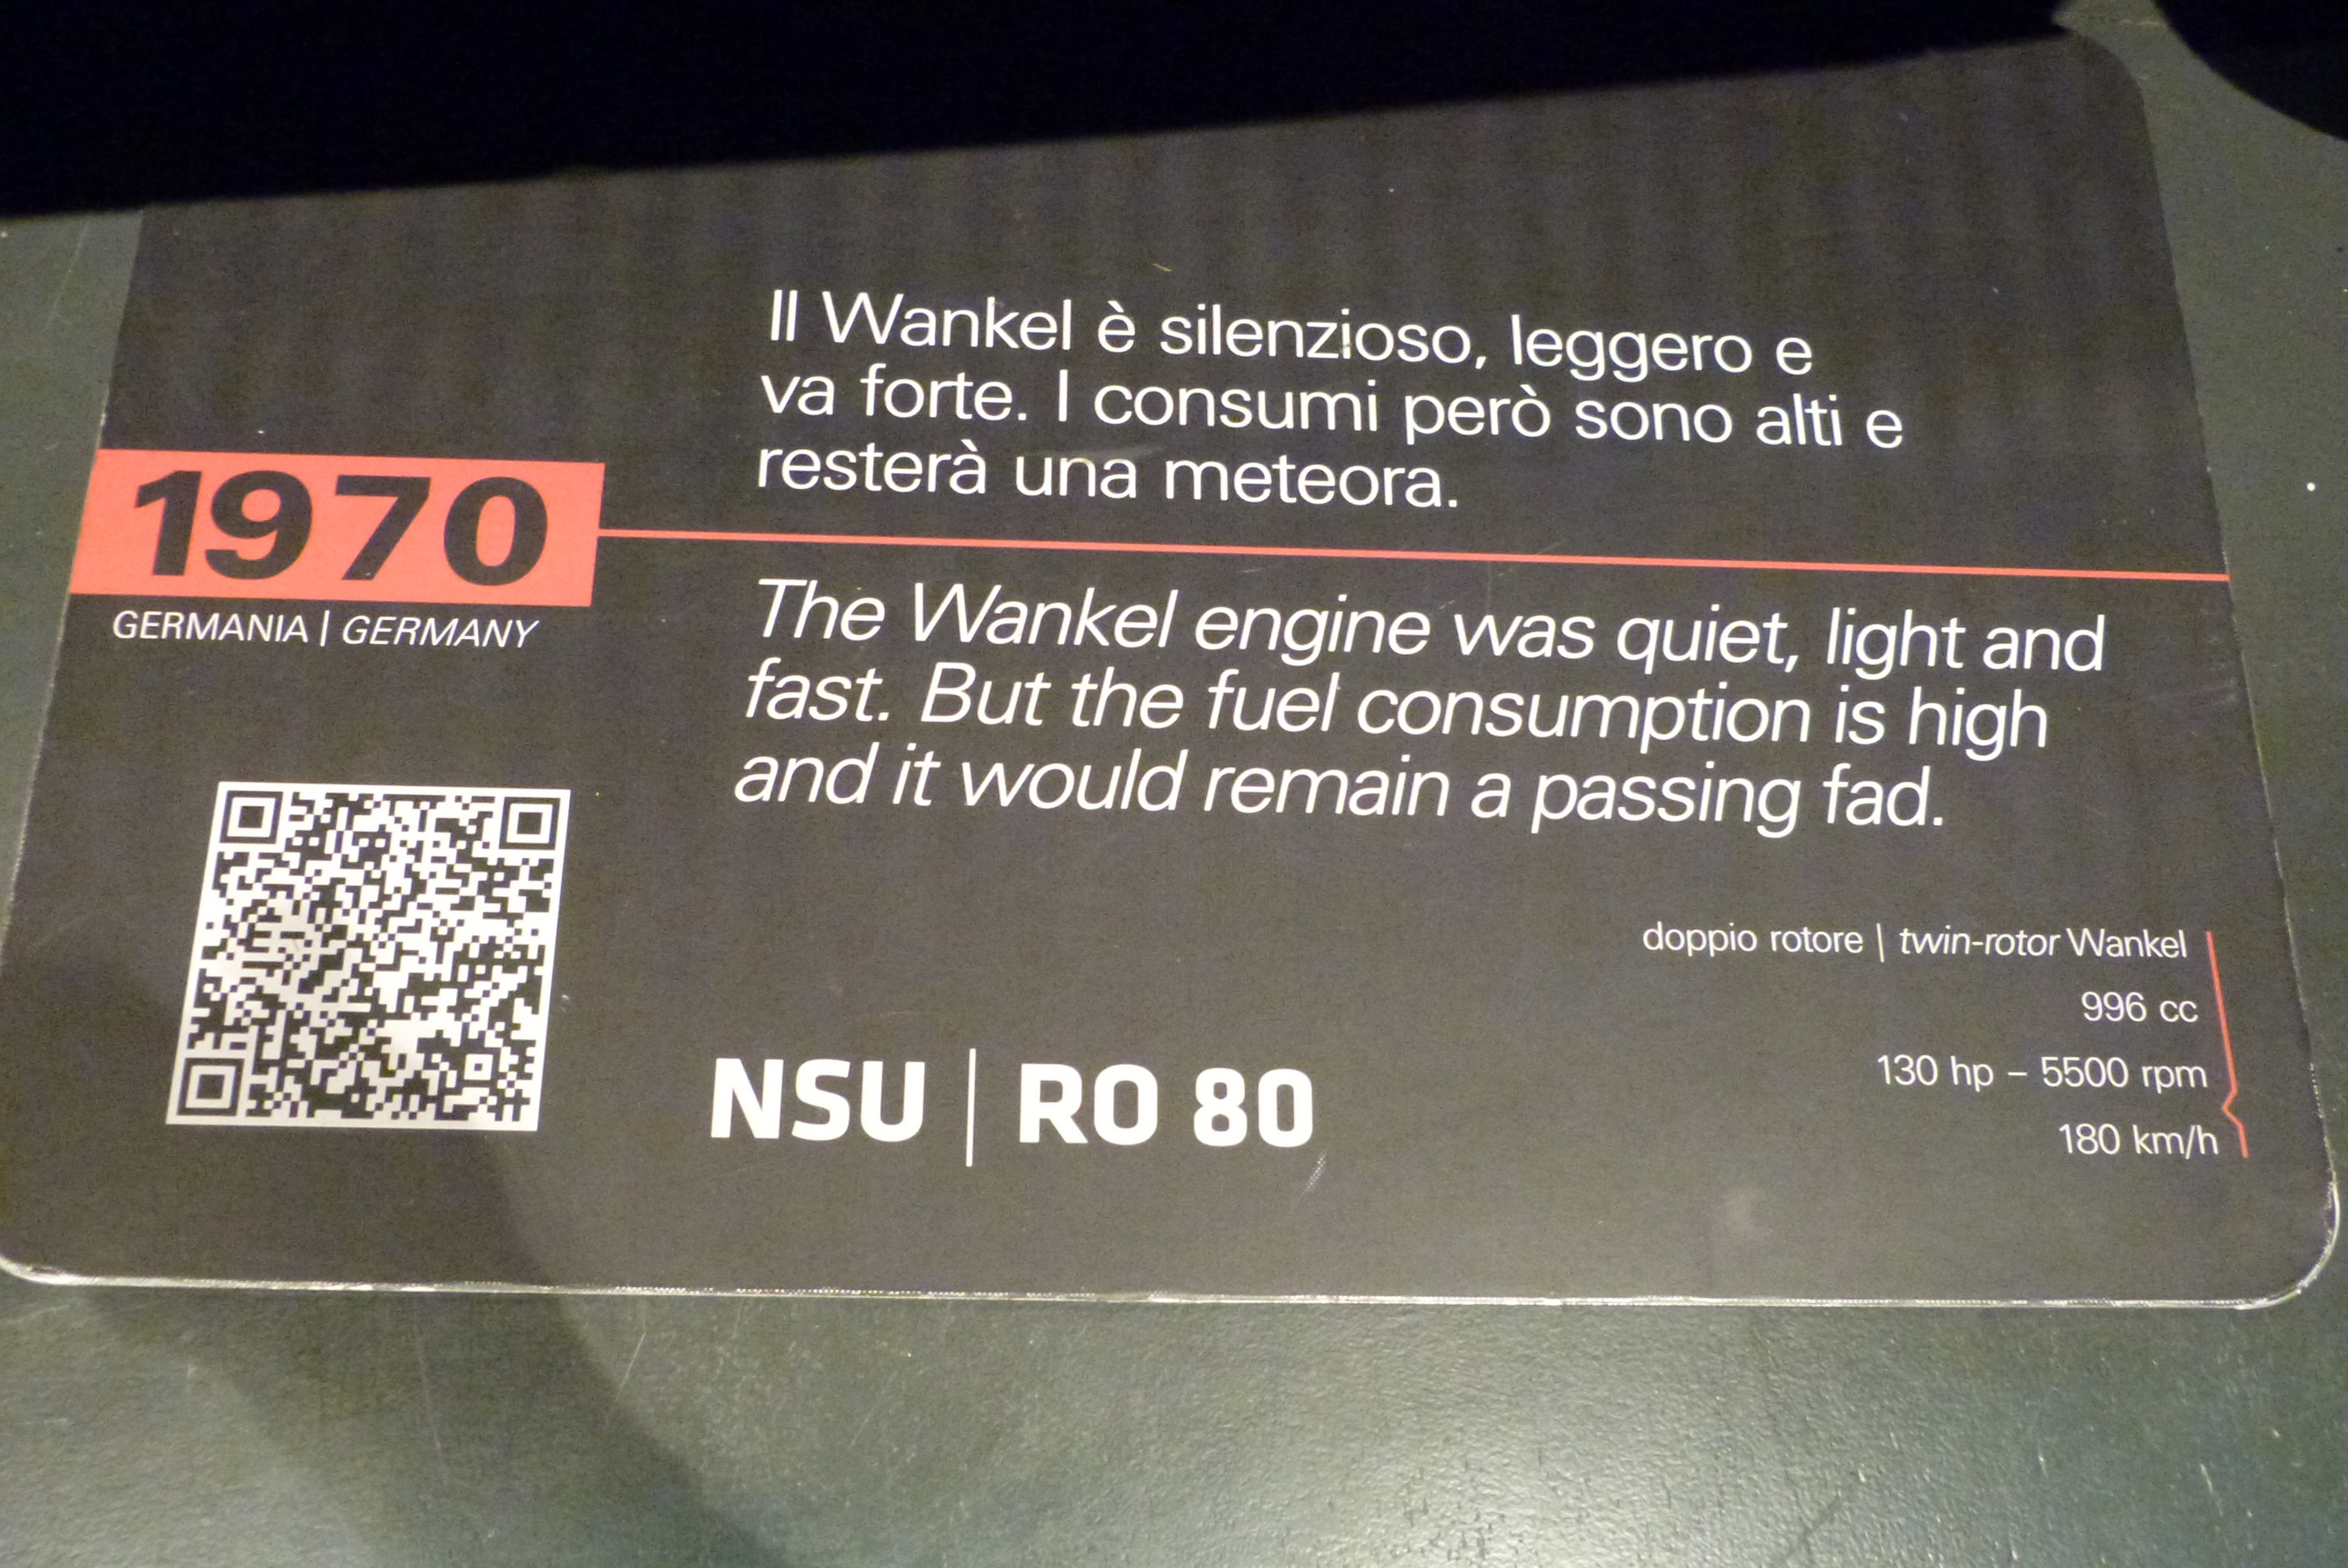 Il Wankel è silenzioso, leggero e
va forte. I consumi però sono alti e
resterà una meteora.
1970
GERMANIA | GERMANY
The Wankel engine was quiet, light and
fast. But the fuel consumption is high
and it would remain a passing fad.
doppio rotore | twin-rotor Wankel
996 cc
130 hp – 5500 rpm
180 km/h
NSU | RO 80